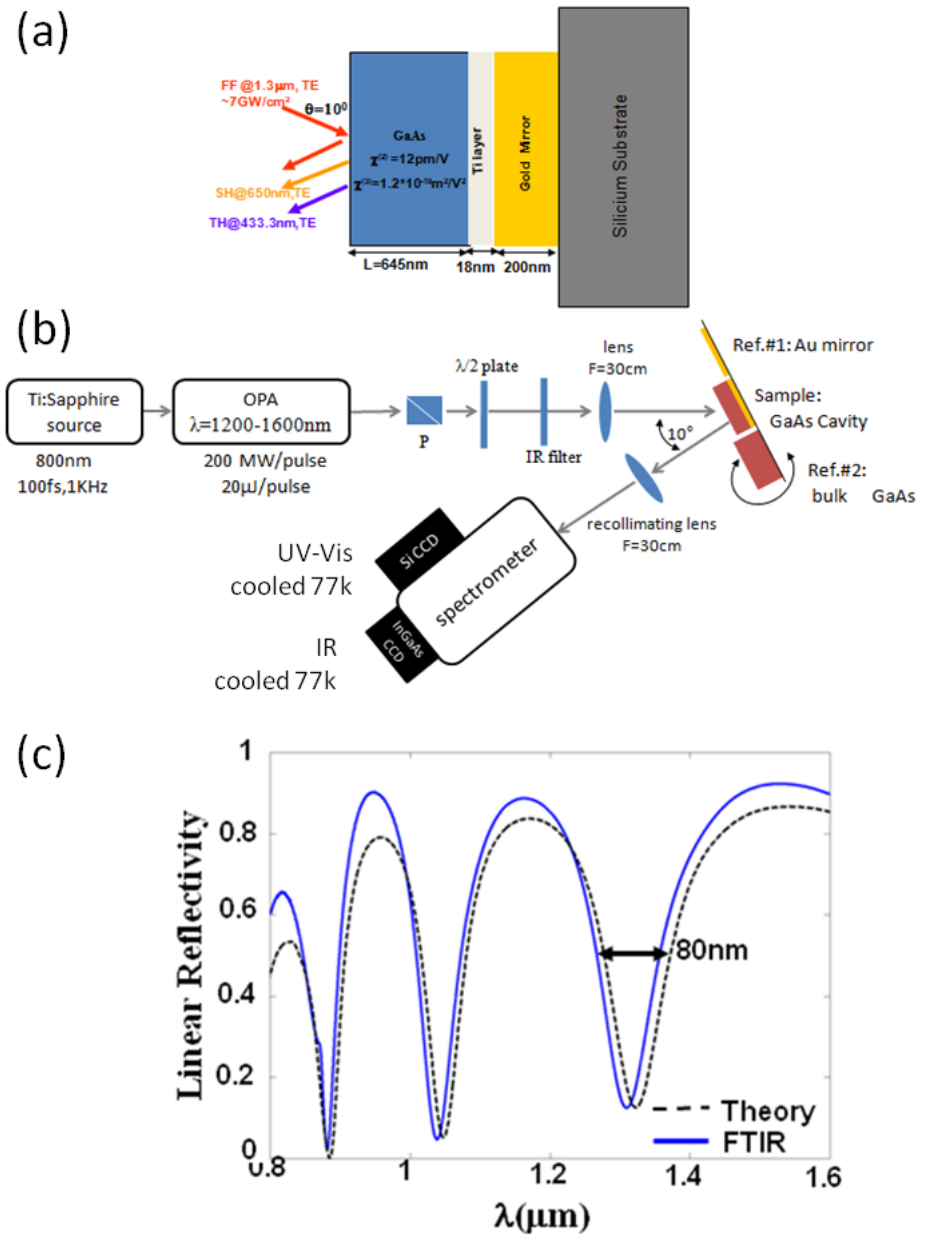 (a)
FF @1.3μm, TE
~7GW/cm²
θ=10⁰
GaAs
χ⁽²⁾ =12pm/V
χ⁽³⁾=1.2*10⁻¹⁹m²/V²
SH@650nm,TE
TH@433.3nm,TE
Ti layer
Gold Mrror
Silicium Substrate
L=645nm
18nm
200nm
(b)
Ti:Sapphire
source
800nm
100fs,1KHz
OPA
λ=1200-1600nm
200 MW/pulse
20μJ/pulse
P
λ/2 plate
IR filter
lens
F=30cm
10°
Ref.#1: Au mirror
Sample:
GaAs Cavity
Ref.#2:
bulk GaAs
recollimating lens
F=30cm
UV-Vis
cooled 77k
Si CCD
spectrometer
InGaAs
CCD
IR
cooled 77k
(c)
Linear Reflectivity
1
0.8
0.6
0.4
0.2
0
80nm
Theory
FTIR
0.8
1
1.2
1.4
1.6
λ(μm)